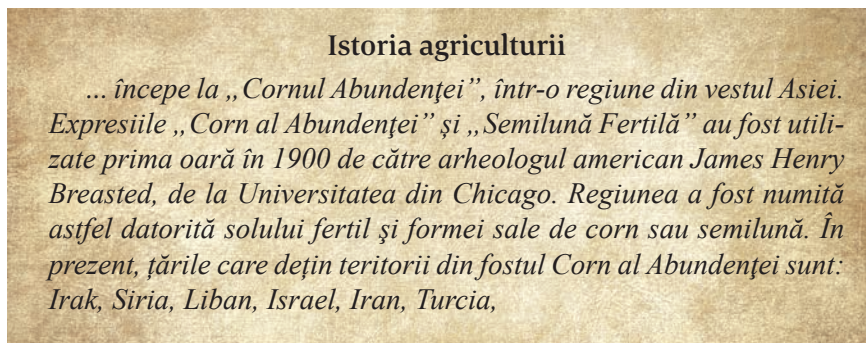 Istoria agriculturii
... începe la ,,Cornul Abundenţei”, într-o regiune din vestul Asiei.
Expresiile ,,Corn al Abundenţei” și ,,Semilună Fertilă” au fost utili-
zate prima oară în 1900 de către arheologul american James Henry
Breasted, de la Universitatea din Chicago. Regiunea a fost numită
astfel datorită solului fertil şi formei sale de corn sau semilună. În
prezent, țările care dețin teritorii din fostul Corn al Abundenţei sunt:
Irak, Siria, Liban, Israel, Iran, Turcia,